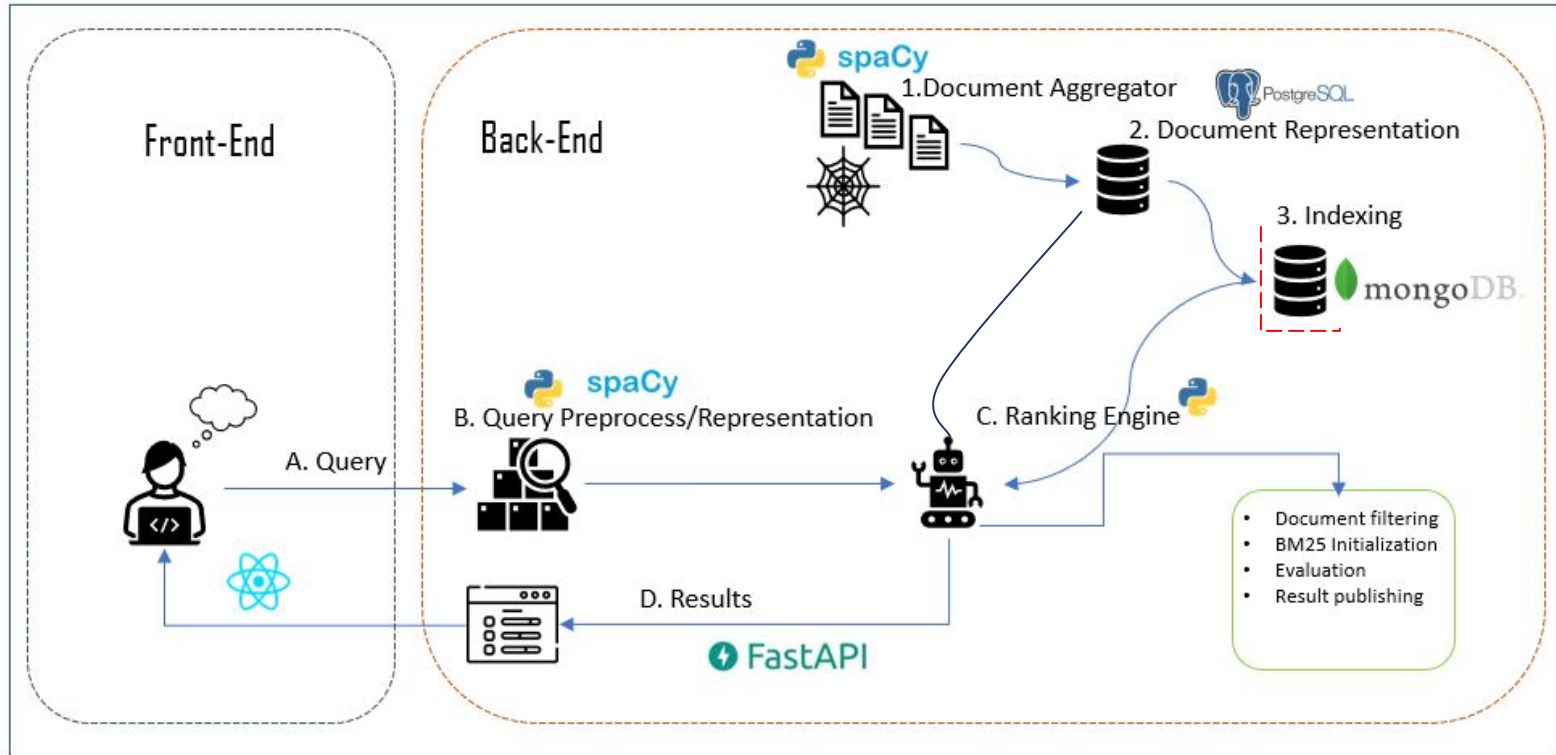 Front-End
Back-End
spaCy
1.Document Aggregator
PostgreSQL
2. Document Representation
3. Indexing
mongoDB.
spaCy
B. Query Preprocess/Representation
C. Ranking Engine
A. Query
</>
• Document filtering
• BM25 Initialization
• Evaluation
• Result publishing
D. Results
FastAPI